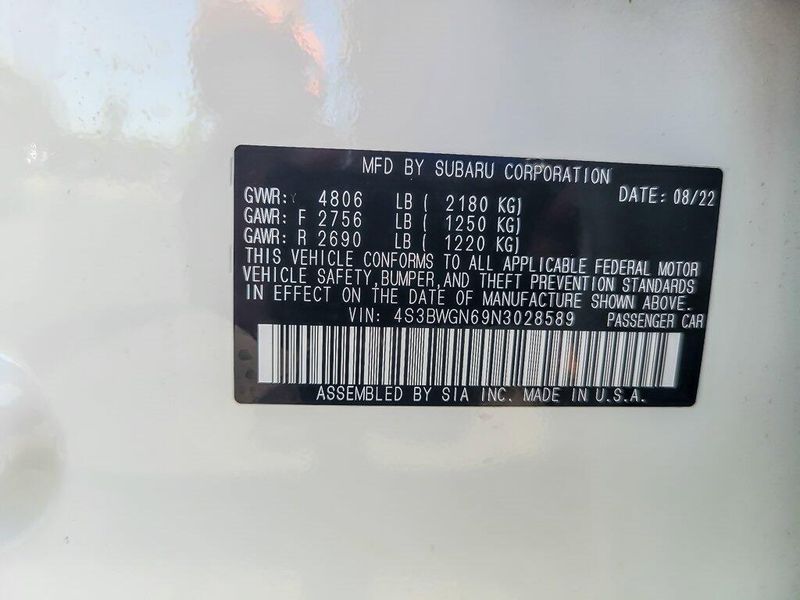 MFD BY SUBARU CORPORATION
GVWR: 4806 LB ( 2180 KG) DATE: 08/22
GAWR: F 2756 LB ( 1250 KG)
GAWR: R 2690 LB ( 1220 KG)
THIS VEHICLE CONFORMS TO ALL APPLICABLE FEDERAL MOTOR
VEHICLE SAFETY,BUMPER,AND THEFT PREVENTION STANDARDS
IN EFFECT ON THE DATE OF MANUFACTURE SHOWN ABOVE.
VIN: 4S3BWGN69N3028589 PASSENGER CAR
ASSEMBLED BY SIA INC. MADE IN U.S.A.